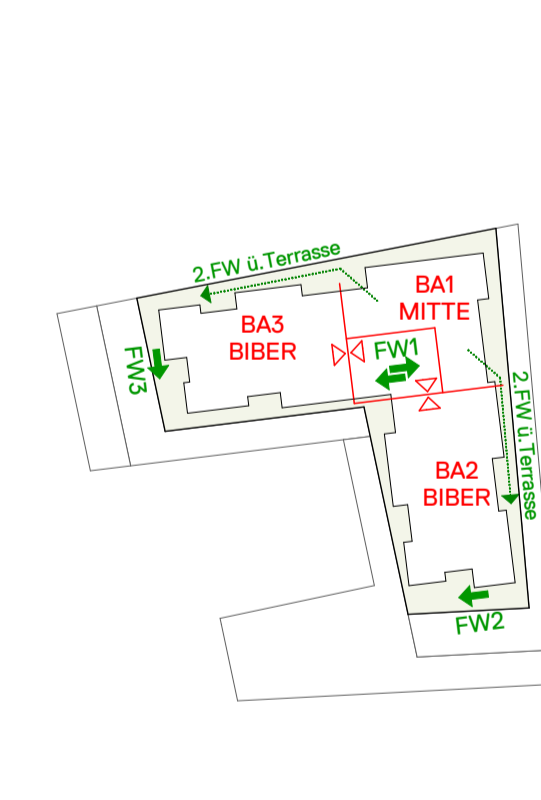 2.FW ü.Terrasse
BA1
MITTE
BA3
BIBER
FW1
FW3
2.FW ü.Terrasse
BA2
BIBER
FW2